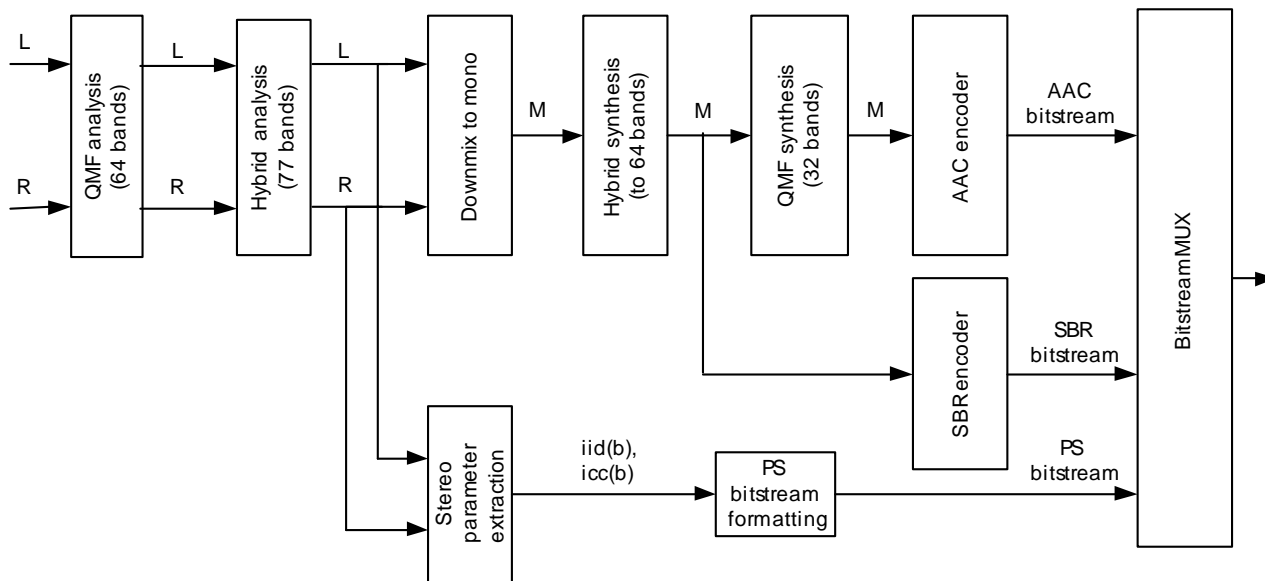 L
R
QMF analysis
(64 bands)
L
R
Hybrid analysis
(77 bands)
L
R
Downmix to mono
M
Hybrid synthesis
(to 64 bands)
M
QMF synthesis
(32 bands)
M
AAC encoder
AAC
bitstream
SBR encoder
SBR
bitstream
Stereo
parameter
extraction
iid(b),
icc(b)
PS
bitstream
formatting
PS
bitstream
Bitstream MUX